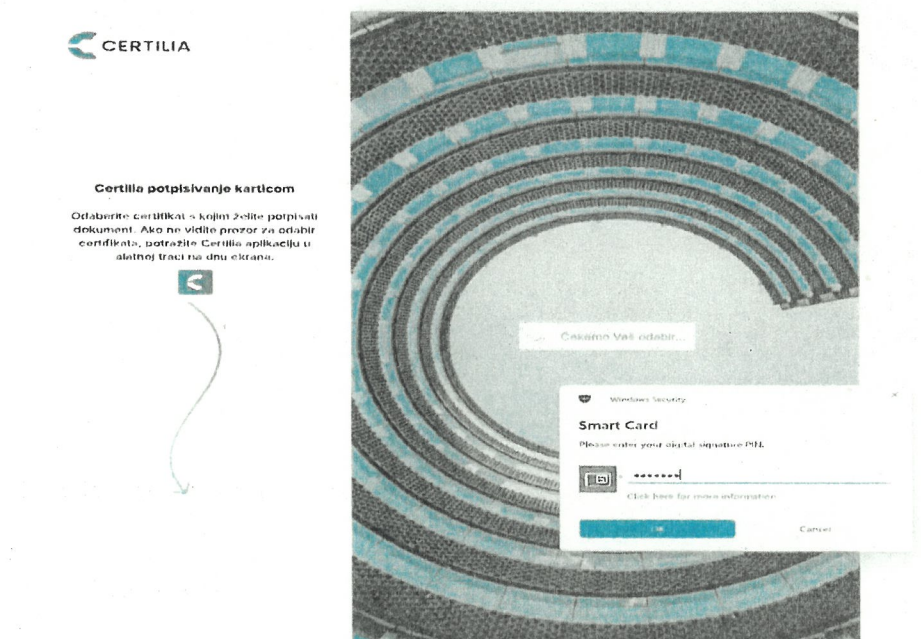 CERTILIA
Certilia potpisivanje karticom
Odaberite certifikat s kojim želite potpisati
dokument. Ako ne vidite prozor za odabir
certifikata, potražite Certilia aplikaciju u
alatnoj traci na dnu ekrana.
Čekamo Vaš odabir...
Windows Security
Smart Card
Please enter your digital signature PIN.
Click here for more information
OK
Cancel